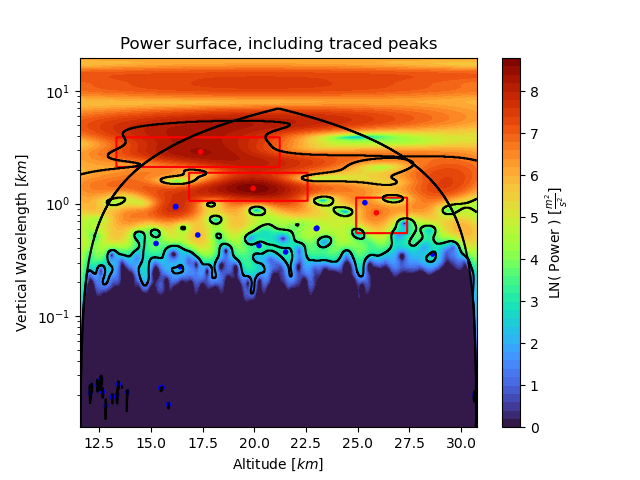 Power surface, including traced peaks
Vertical Wavelength [km]
10¹
10⁰
10⁻¹
12.5 15.0 17.5 20.0 22.5 25.0 27.5 30.0
Altitude [km]
8
7
6
5
4
3
2
1
0
LN( Power ) [m²/s²]